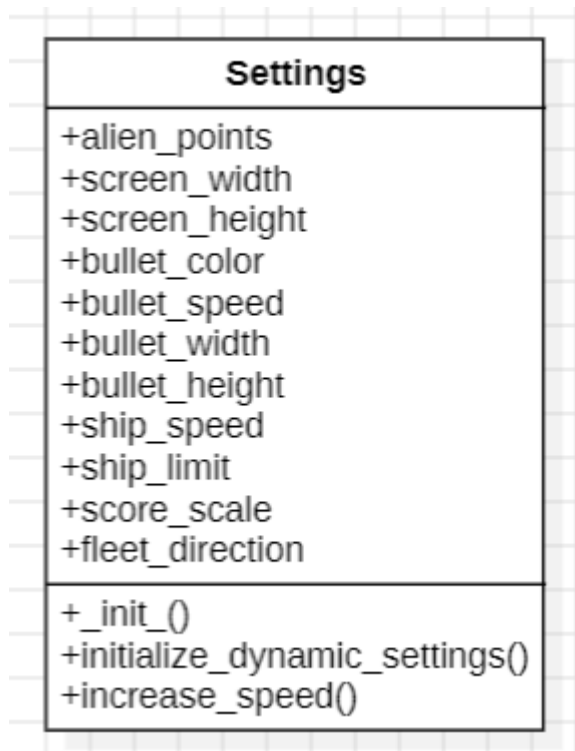 Settings
+alien_points
+screen_width
+screen_height
+bullet_color
+bullet_speed
+bullet_width
+bullet_height
+ship_speed
+ship_limit
+score_scale
+fleet_direction
+_init_()
+initialize_dynamic_settings()
+increase_speed()